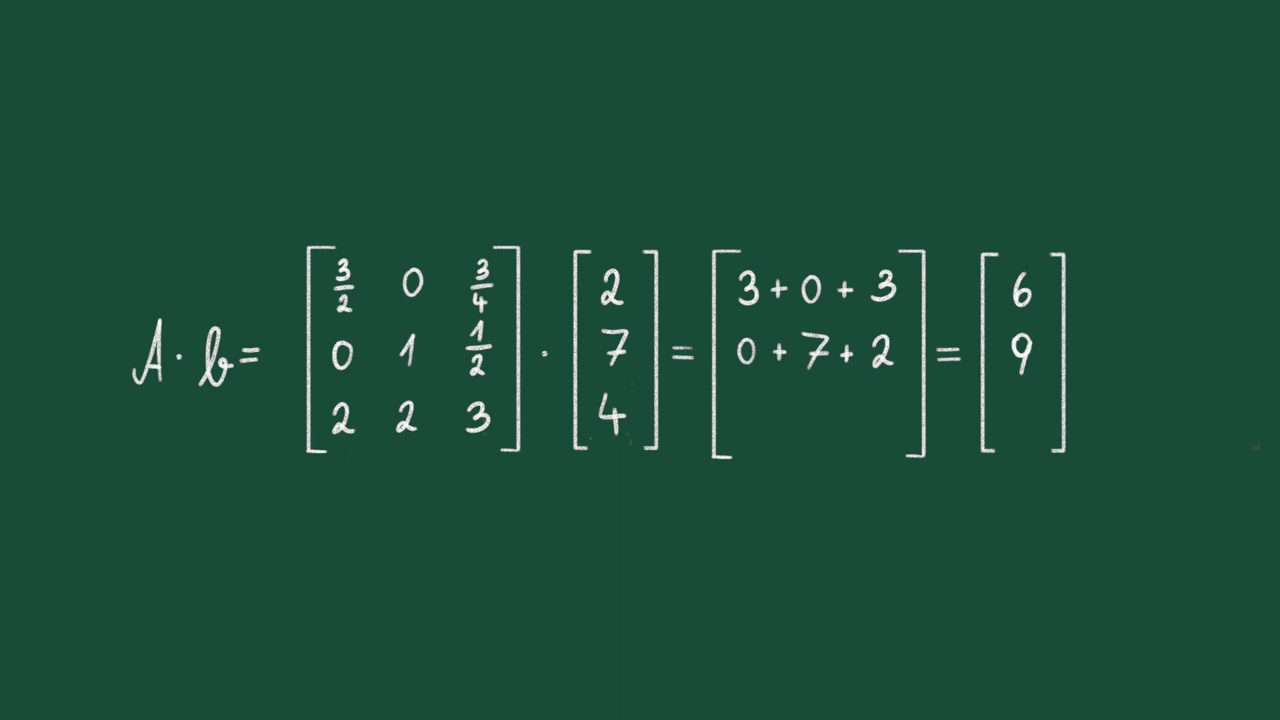 A · b = [ 3/2 0 3/4 ] [ 2 ] [ 3 + 0 + 3 ] [ 6 ]
[ 0 1 1/2 ] · [ 7 ] = [ 0 + 7 + 2 ] = [ 9 ]
[ 2 2 3 ] [ 4 ] [ ] [ ]